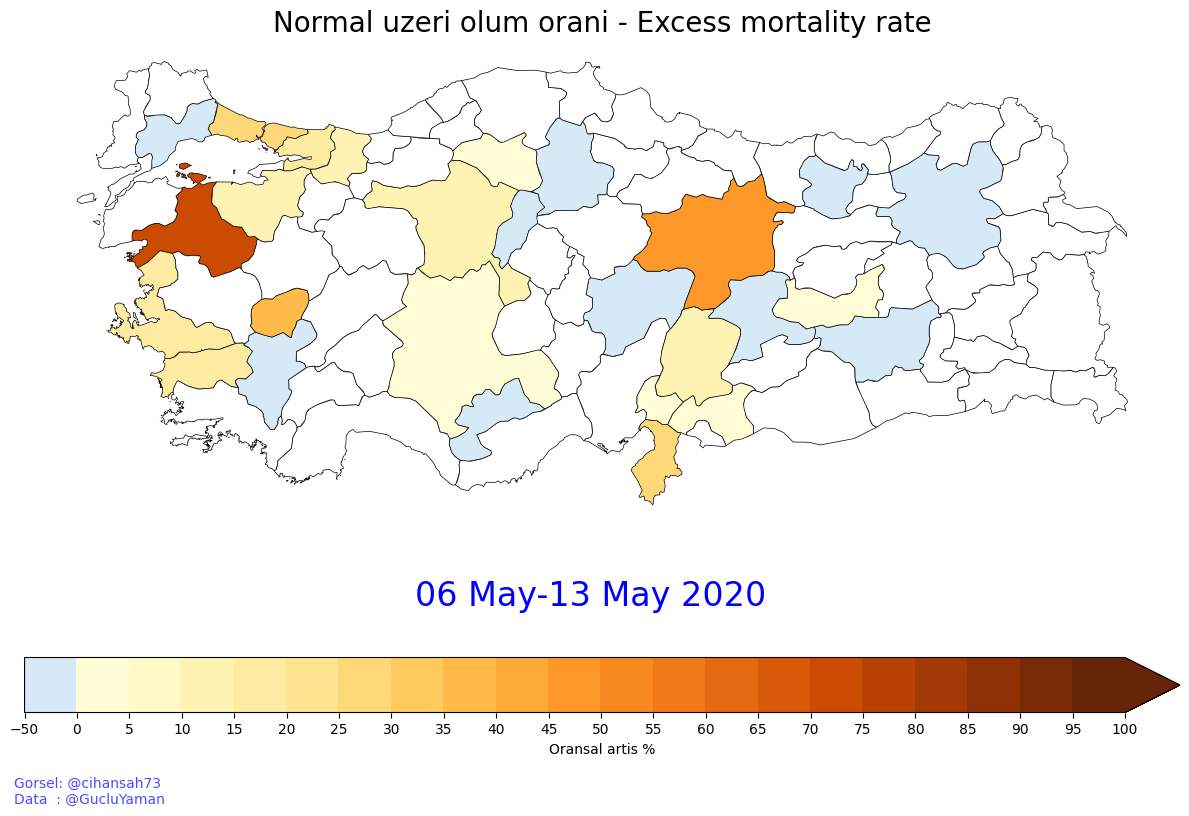 Normal uzeri olum orani - Excess mortality rate
06 May-13 May 2020
−50 0 5 10 15 20 25 30 35 40 45 50 55 60 65 70 75 80 85 90 95 100
Oransal artis %
Gorsel: @cihansah73
Data  : @GucluYaman